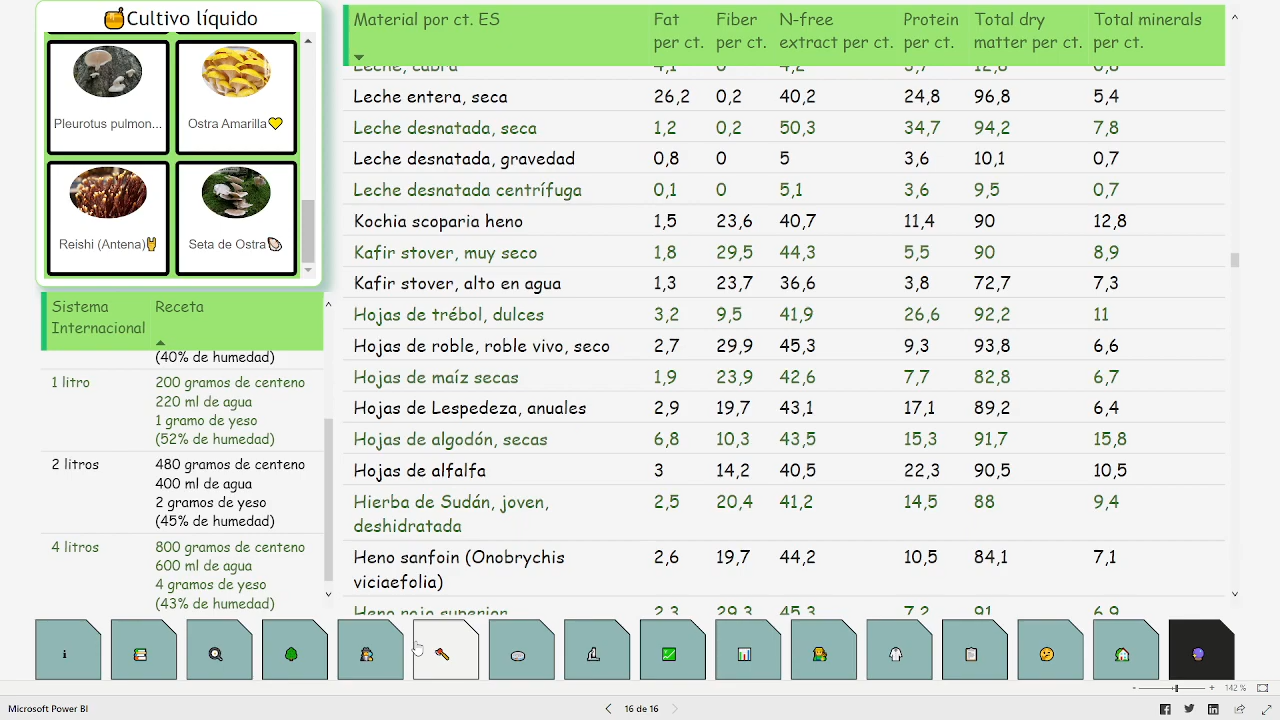 Cultivo líquido
Pleurotus pulmon...
Ostra Amarilla
Reishi (Antena)
Seta de Ostra
Sistema Internacional Receta
(40% de humedad)
1 litro 200 gramos de centeno
220 ml de agua
1 gramo de yeso
(52% de humedad)
2 litros 480 gramos de centeno
400 ml de agua
2 gramos de yeso
(45% de humedad)
4 litros 800 gramos de centeno
600 ml de agua
4 gramos de yeso
(43% de humedad)
Material por ct. ES Fat per ct. Fiber per ct. N-free extract per ct. Protein per ct. Total dry matter per ct. Total minerals per ct.
Leche, cabra
Leche entera, seca 26,2 0,2 40,2 24,8 96,8 5,4
Leche desnatada, seca 1,2 0,2 50,3 34,7 94,2 7,8
Leche desnatada, gravedad 0,8 0 5 3,6 10,1 0,7
Leche desnatada centrífuga 0,1 0 5,1 3,6 9,5 0,7
Kochia scoparia heno 1,5 23,6 40,7 11,4 90 12,8
Kafir stover, muy seco 1,8 29,5 44,3 5,5 90 8,9
Kafir stover, alto en agua 1,3 23,7 36,6 3,8 72,7 7,3
Hojas de trébol, dulces 3,2 9,5 41,9 26,6 92,2 11
Hojas de roble, roble vivo, seco 2,7 29,9 45,3 9,3 93,8 6,6
Hojas de maíz secas 1,9 23,9 42,6 7,7 82,8 6,7
Hojas de Lespedeza, anuales 2,9 19,7 43,1 17,1 89,2 6,4
Hojas de algodón, secas 6,8 10,3 43,5 15,3 91,7 15,8
Hojas de alfalfa 3 14,2 40,5 22,3 90,5 10,5
Hierba de Sudán, joven, deshidratada 2,5 20,4 41,2 14,5 88 9,4
Heno sanfoin (Onobrychis viciaefolia) 2,6 19,7 44,2 10,5 84,1 7,1
Heno rojo superior 2,3 29,3 45,3 7,2 91 6,9
142 %
Microsoft Power BI
16 de 16